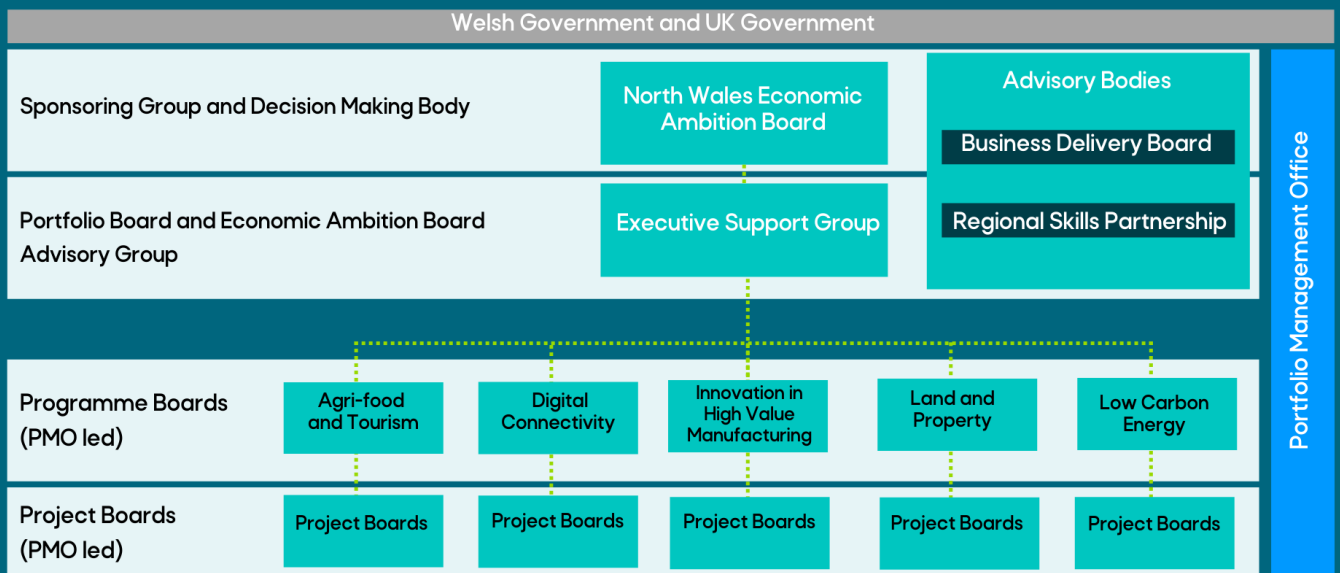 Welsh Government and UK Government
Sponsoring Group and Decision Making Body
North Wales Economic
Ambition Board
Advisory Bodies
Business Delivery Board
Portfolio Board and Economic Ambition Board
Advisory Group
Executive Support Group
Regional Skills Partnership
Portfolio Management Office
Programme Boards
(PMO led)
Agri-food
and Tourism
Digital
Connectivity
Innovation in
High Value
Manufacturing
Land and
Property
Low Carbon
Energy
Project Boards
(PMO led)
Project Boards
Project Boards
Project Boards
Project Boards
Project Boards